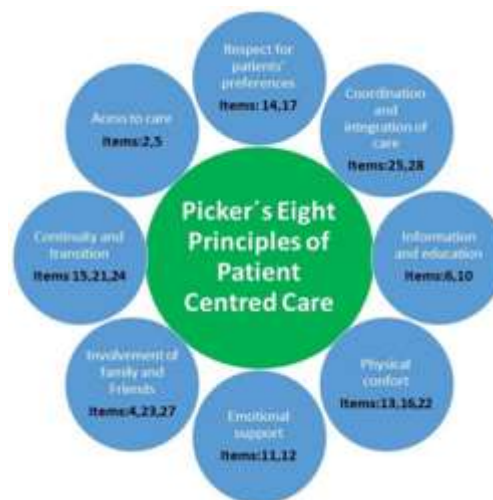 Respect for
patients'
preferences
Items: 14,17
Coordination
and
integration of
care
Items:25,28
Information
and education
Items:6,10
Physical
confort
Items:13,16,22
Emotional
support
Items:11,12
Involvement of
family and
Friends
Items:4,23,27
Continuity and
transition
Items 15,21,24
Acess to care
Items:2,5
Picker´s Eight
Principles of
Patient
Centred Care